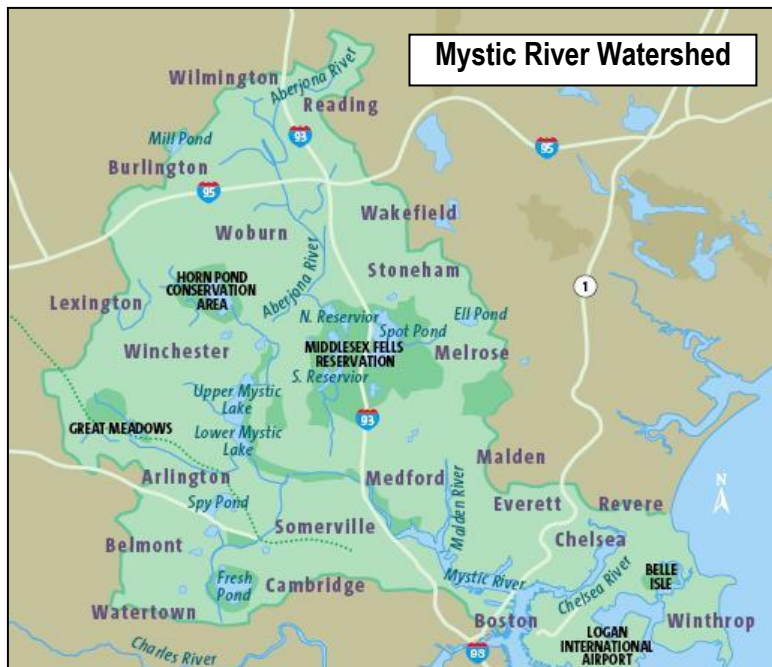 Mystic River Watershed
Wilmington
Aberjona River
Reading
93
95
Mill Pond
Burlington
95
Wakefield
Woburn
Stoneham
1
HORN POND
CONSERVATION
AREA
Aberjona River
Lexington
N. Reservior
Ell Pond
Spot Pond
Winchester
MIDDLESEX FELLS
RESERVATION
Melrose
S. Reservior
Upper Mystic
Lake
93
GREAT MEADOWS
Lower Mystic
Lake
Malden
N
Arlington
Medford
Malden River
Everett
Revere
Spy Pond
Somerville
Chelsea
Belmont
BELLE
ISLE
Fresh
Pond
Cambridge
Mystic River
Chelsea River
Watertown
Boston
Winthrop
LOGAN
INTERNATIONAL
AIRPORT
Charles River
93